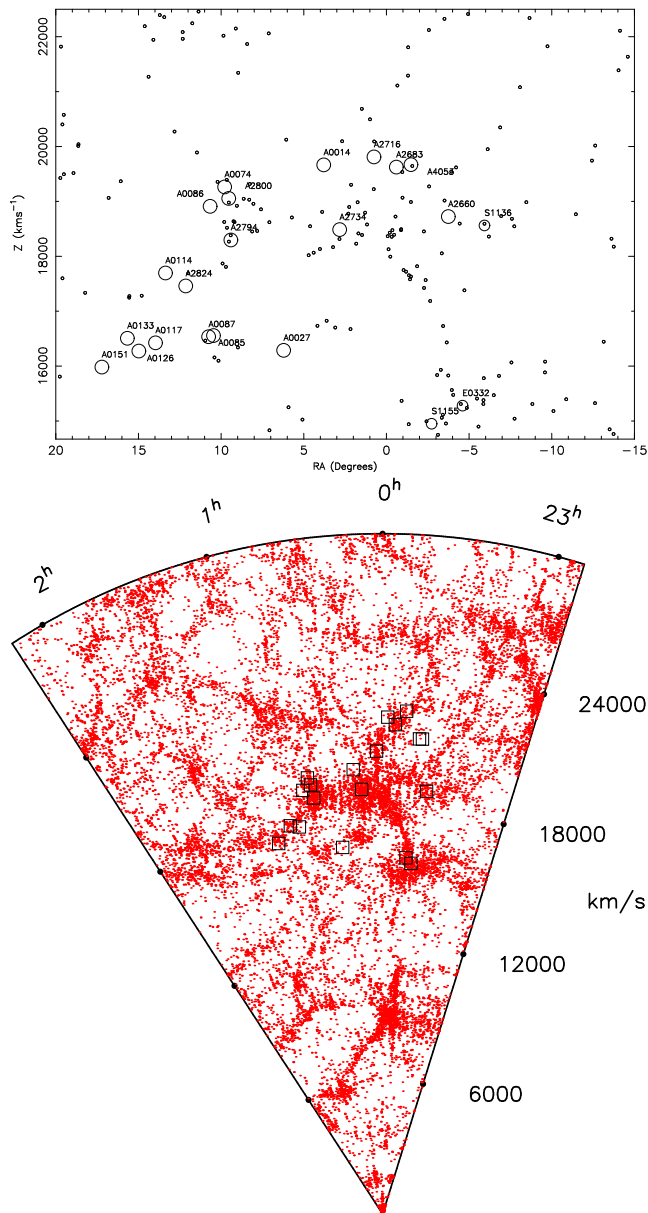 22000
20000
18000
16000
Z (kms⁻¹)
A0014
A2716
A2683
A4053
A0074
A2800
A0086
A2660
S1136
A2734
A2794
A0114
A2824
A0133
A0117
A0087
A0085
A0027
A0151
A0126
E0332
S1155
20 15 10 5 0 −5 −10 −15
RA (Degrees)
0ʰ
1ʰ
23ʰ
2ʰ
24000
18000
km/s
12000
6000